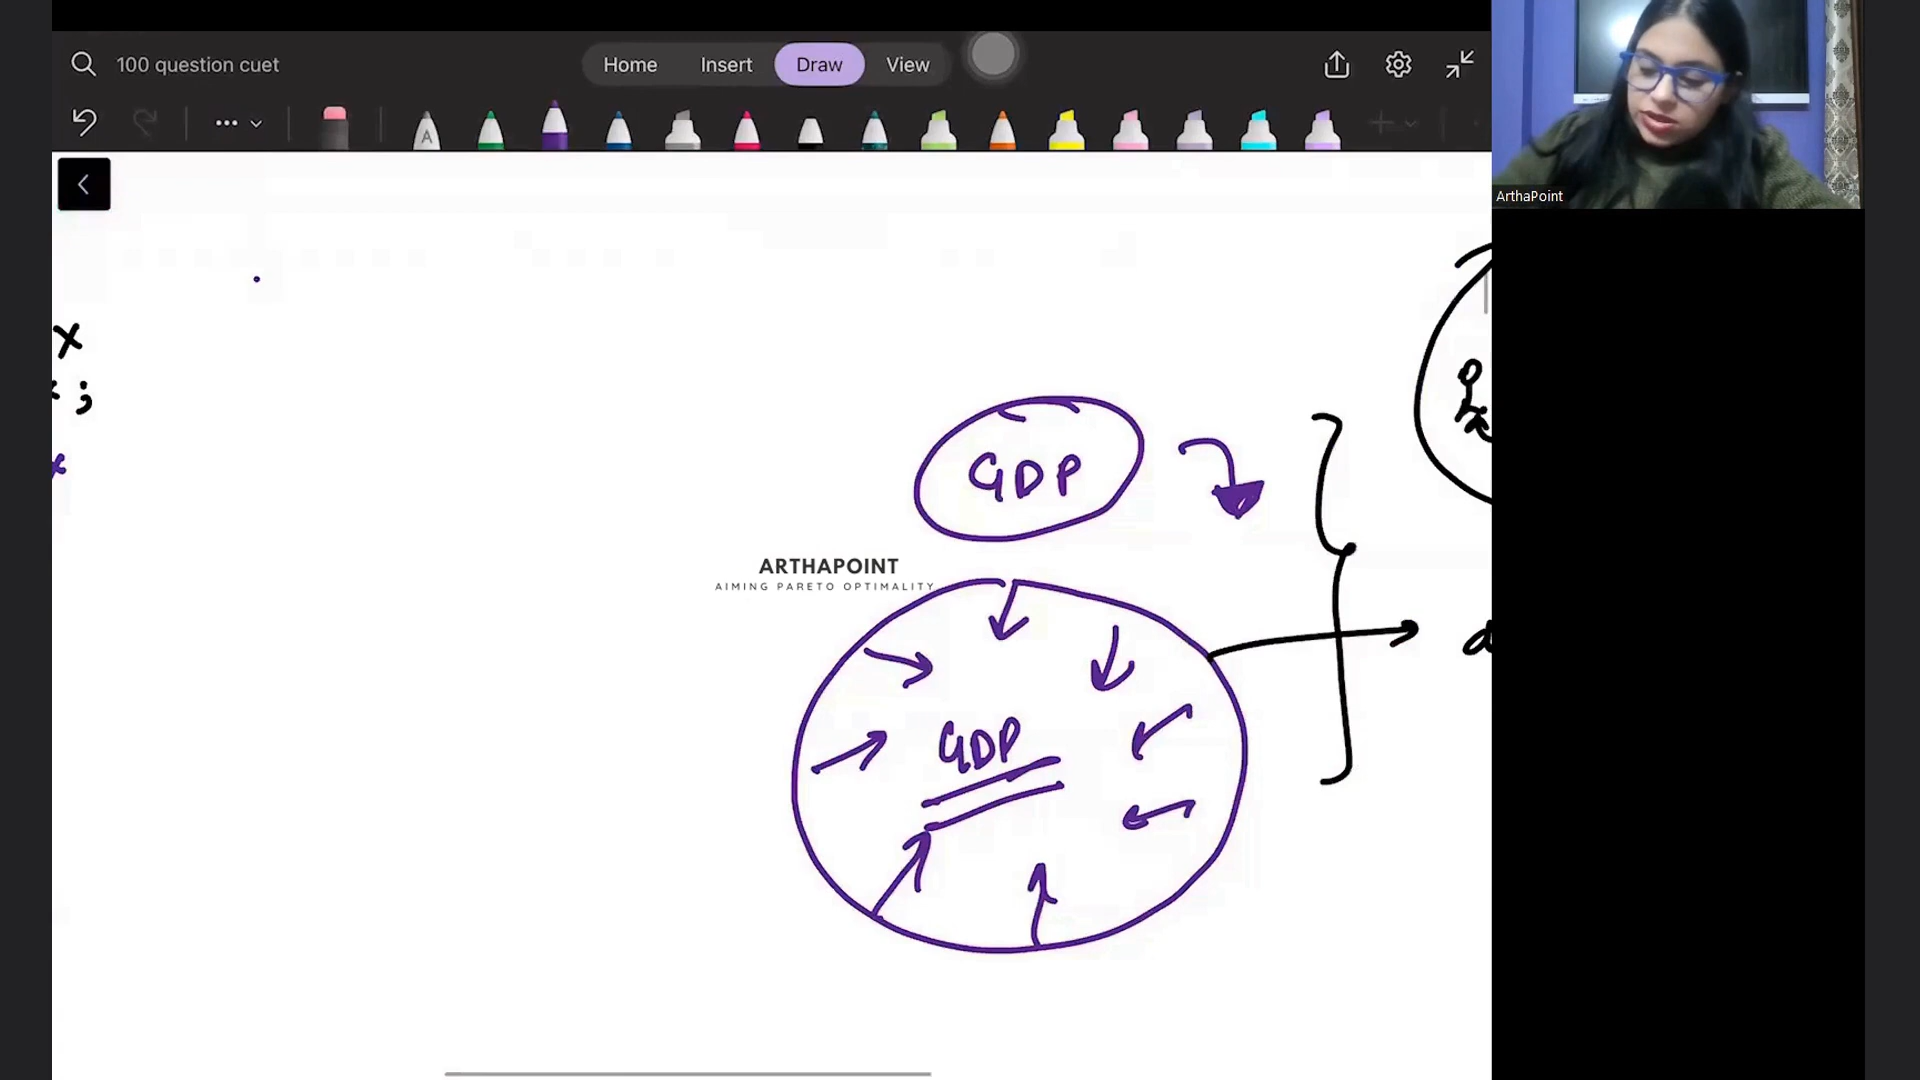 100 question cuet
Home Insert Draw View
A
ArthaPoint
x
;
x
GDP
ARTHAPOINT
AIMING PARETO OPTIMALITY
GDP